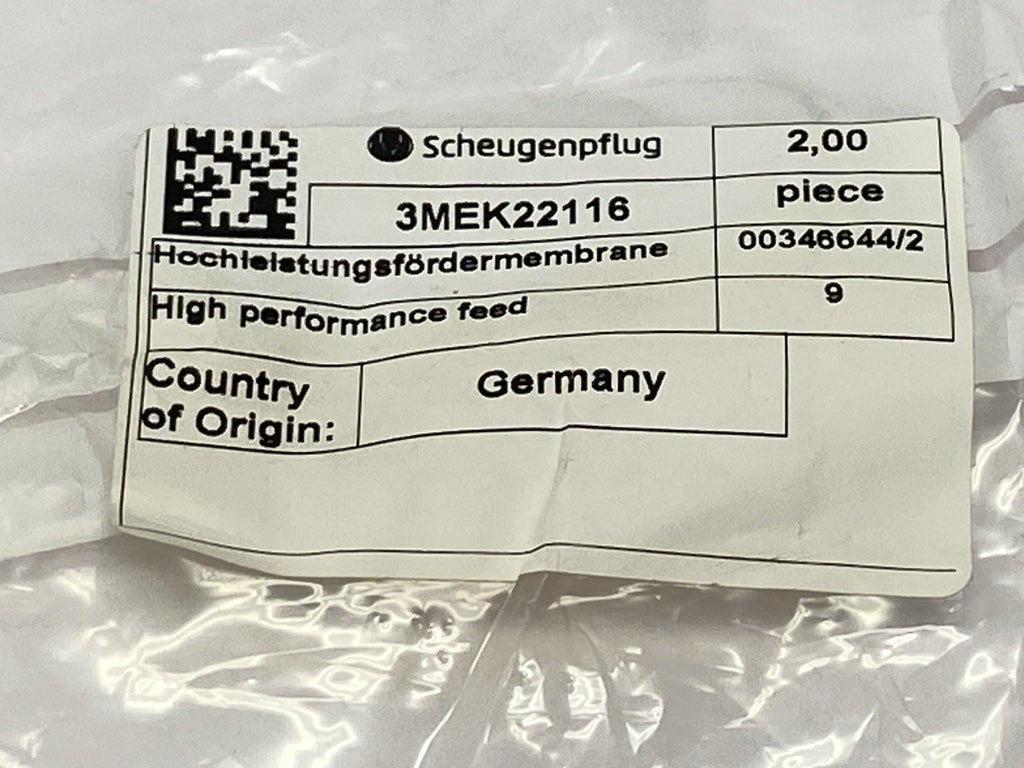 Scheugenpflug
2,00
3MEK22116
piece
Hochleistungsfördermembrane
00346644/2
High performance feed
9
Country
of Origin:
Germany